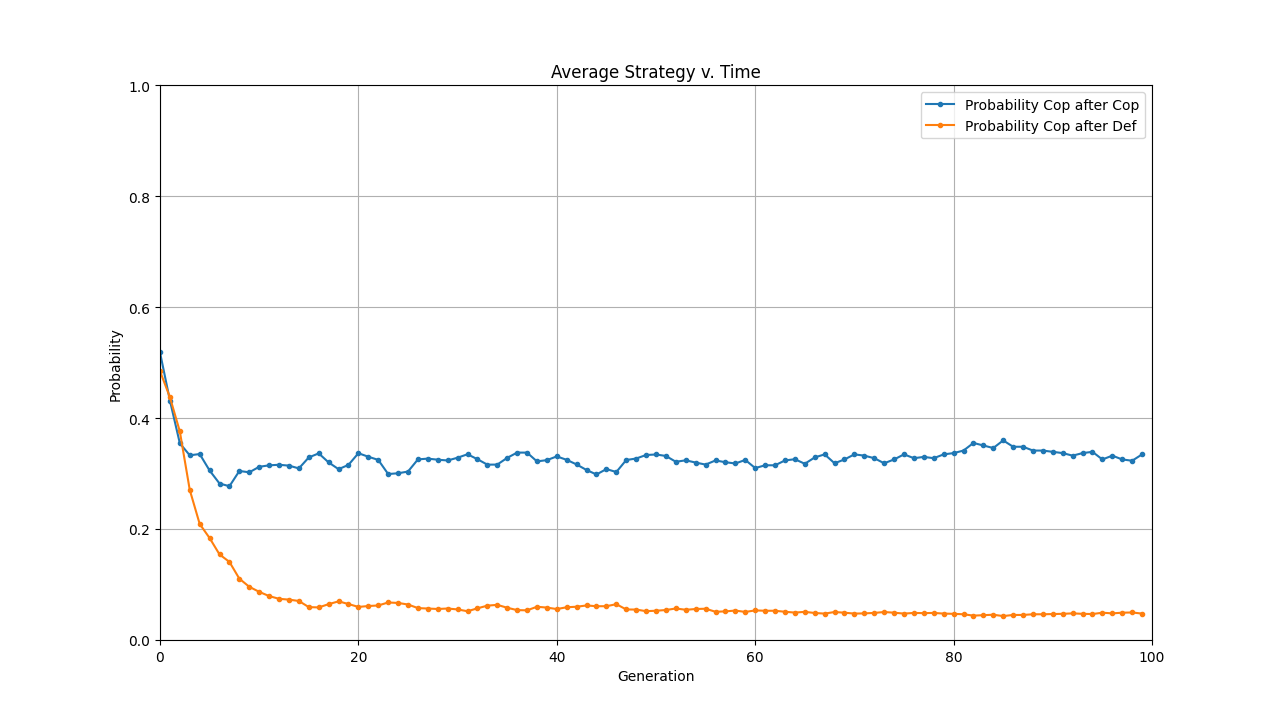 Average Strategy v. Time
Probability Cop after Cop
Probability Cop after Def
1.0
0.8
0.6
0.4
0.2
0.0
Probability
0
20
40
60
80
100
Generation